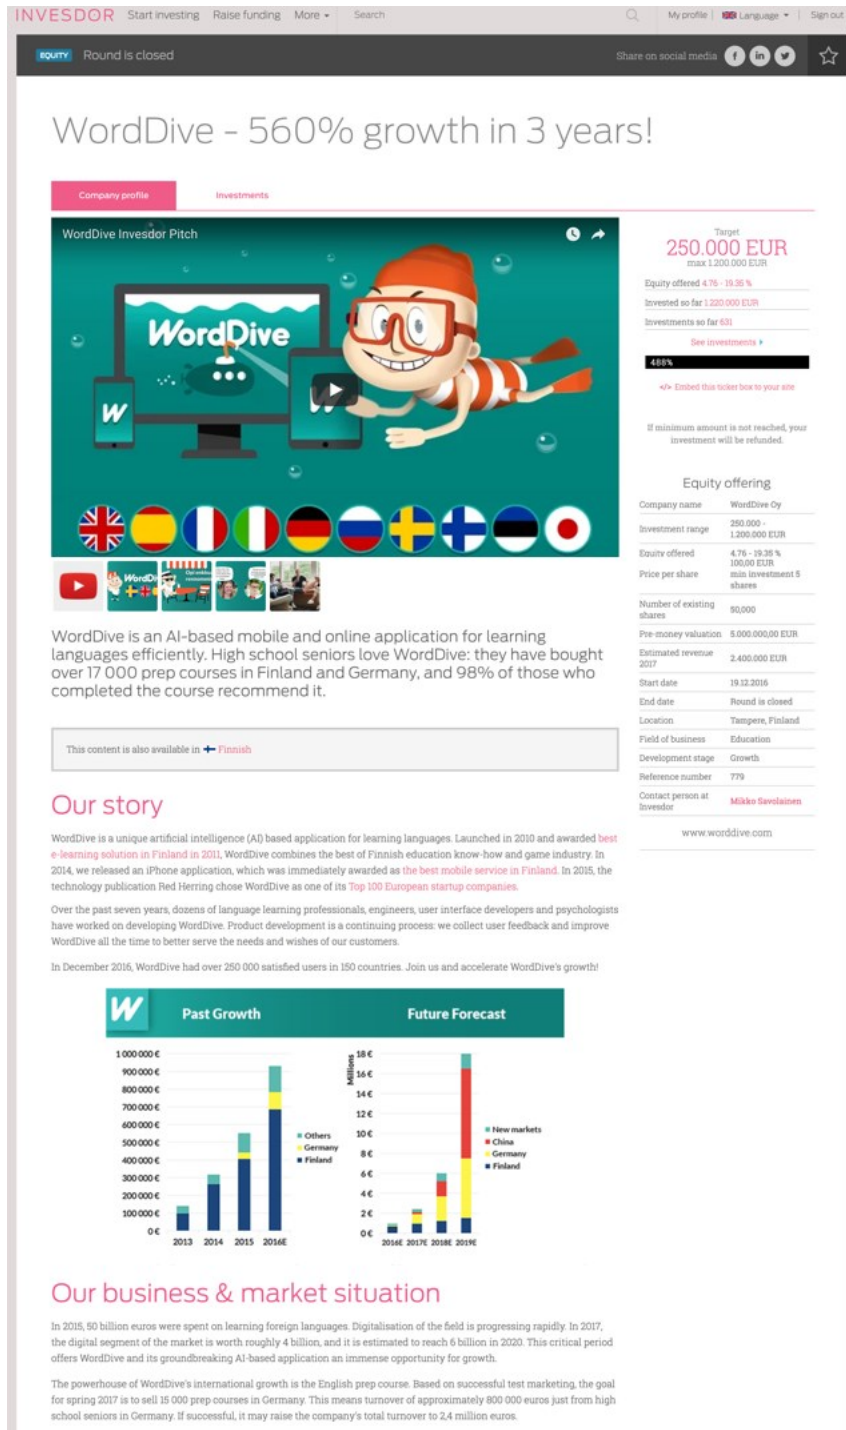 INVESDOR Start investing Raise funding More Search My profile Language Sign out
EQUITY Round is closed Share on social media
WordDive - 560% growth in 3 years!
Company profile Investments
WordDive Invesdor Pitch
WordDive
W
W
Target
250.000 EUR
max 1.200.000 EUR
Equity offered 4.76 - 19.35 %
Invested so far 1.220.000 EUR
Investments so far 631
See investments
488%
</> Embed this ticker box to your site
If minimum amount is not reached, your
investment will be refunded.
Equity offering
Company name WordDive Oy
Investment range 250.000 -
1.200.000 EUR
Equity offered 4,76 - 19.35 %
Price per share 100,00 EUR
min investment 5
shares
Number of existing
shares 50,000
Pre-money valuation 5.000.000,00 EUR
Estimated revenue
2017 2.400.000 EUR
Start date 19.12.2016
End date Round is closed
Location Tampere, Finland
Field of business Education
Development stage Growth
Reference number 779
Contact person at
Invesdor Mikko Savolainen
www.worddive.com
WordDive is an AI-based mobile and online application for learning
languages efficiently. High school seniors love WordDive: they have bought
over 17 000 prep courses in Finland and Germany, and 98% of those who
completed the course recommend it.
This content is also available in Finnish
Our story
WordDive is a unique artificial intelligence (AI) based application for learning languages. Launched in 2010 and awarded best
e-learning solution in Finland in 2011, WordDive combines the best of Finnish education know-how and game industry. In
2014, we released an iPhone application, which was immediately awarded as the best mobile service in Finland. In 2015, the
technology publication Red Herring chose WordDive as one of its Top 100 European startup companies.
Over the past seven years, dozens of language learning professionals, engineers, user interface developers and psychologists
have worked on developing WordDive. Product development is a continuing process: we collect user feedback and improve
WordDive all the time to better serve the needs and wishes of our customers.
In December 2016, WordDive had over 250 000 satisfied users in 150 countries. Join us and accelerate WordDive's growth!
W Past Growth Future Forecast
1 000 000 €
900 000 €
800 000 €
700 000 €
600 000 €
500 000 €
400 000 €
300 000 €
200 000 €
100 000 €
0 €
2013 2014 2015 2016E
Others
Germany
Finland
Millions
18 €
16 €
14 €
12 €
10 €
8 €
6 €
4 €
2 €
0 €
2016E 2017E 2018E 2019E
New markets
China
Germany
Finland
Our business & market situation
In 2015, 50 billion euros were spent on learning foreign languages. Digitalisation of the field is progressing rapidly. In 2017,
the digital segment of the market is worth roughly 4 billion, and it is estimated to reach 6 billion in 2020. This critical period
offers WordDive and its groundbreaking AI-based application an immense opportunity for growth.
The powerhouse of WordDive's international growth is the English prep course. Based on successful test marketing, the goal
for spring 2017 is to sell 15 000 prep courses in Germany. This means turnover of approximately 800 000 euros just from high
school seniors in Germany. If successful, it may raise the company's total turnover to 2,4 million euros.